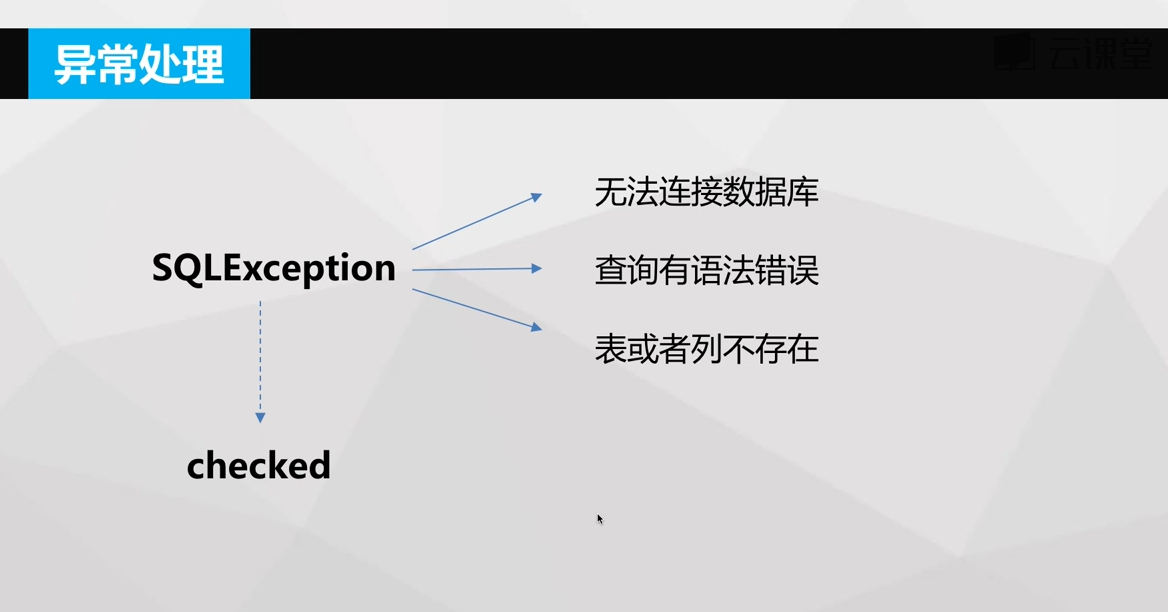 异常处理
云课堂
无法连接数据库
SQLException
查询有语法错误
表或者列不存在
checked